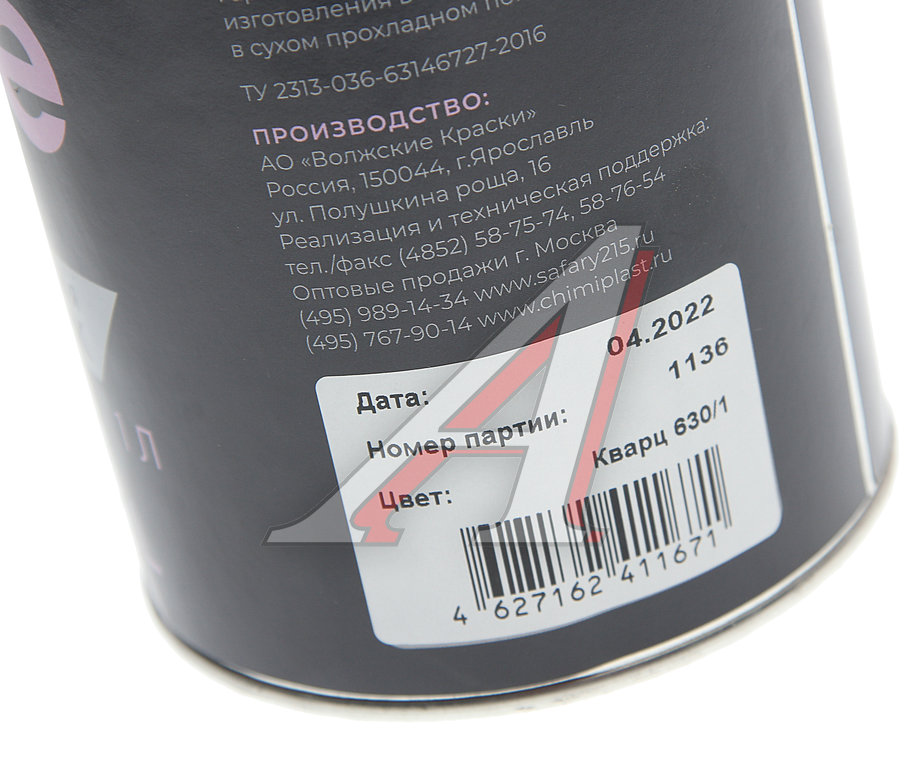 изготовления в
в сухом прохладном
ТУ 2313-036-63146727-2016
ПРОИЗВОДСТВО:
АО «Волжские Краски»
Россия, 150044, г.Ярославль
ул. Полушкина роща, 16
Реализация и техническая поддержка:
тел./факс (4852) 58-75-74, 58-76-54
Оптовые продажи г. Москва
(495) 989-14-34 www.safary215.ru
(495) 767-90-14 www.chimiplast.ru
e
1 Л
Дата: 04.2022
Номер партии: 1136
Цвет: Кварц 630/1
4 627162 411671